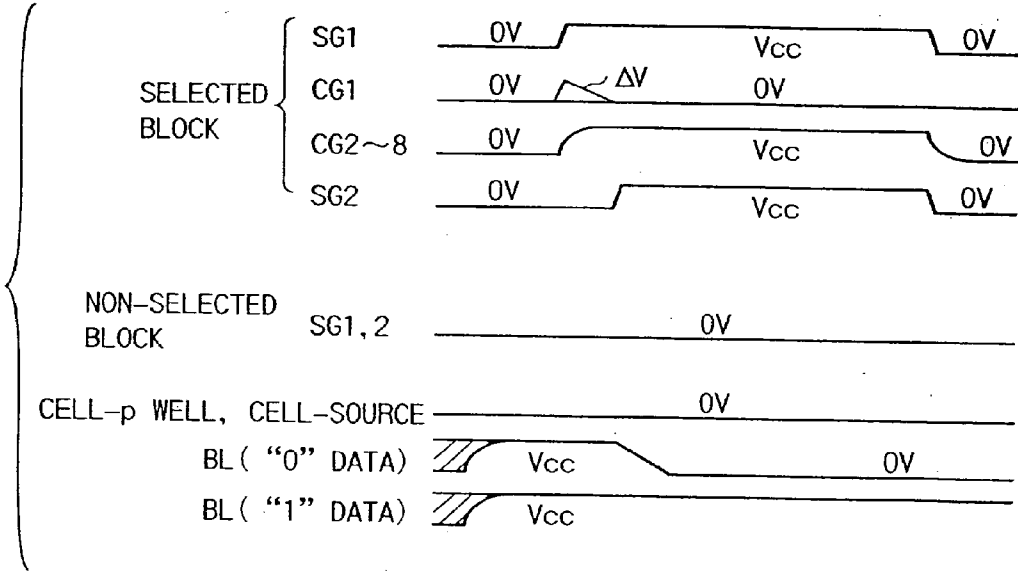 SG1 0V Vcc 0V
SELECTED BLOCK
CG1 0V ΔV 0V
CG2~8 0V Vcc 0V
SG2 0V Vcc 0V
NON-SELECTED BLOCK
SG1,2 0V
CELL-p WELL, CELL-SOURCE 0V
BL( “0” DATA) Vcc 0V
BL( “1” DATA) Vcc